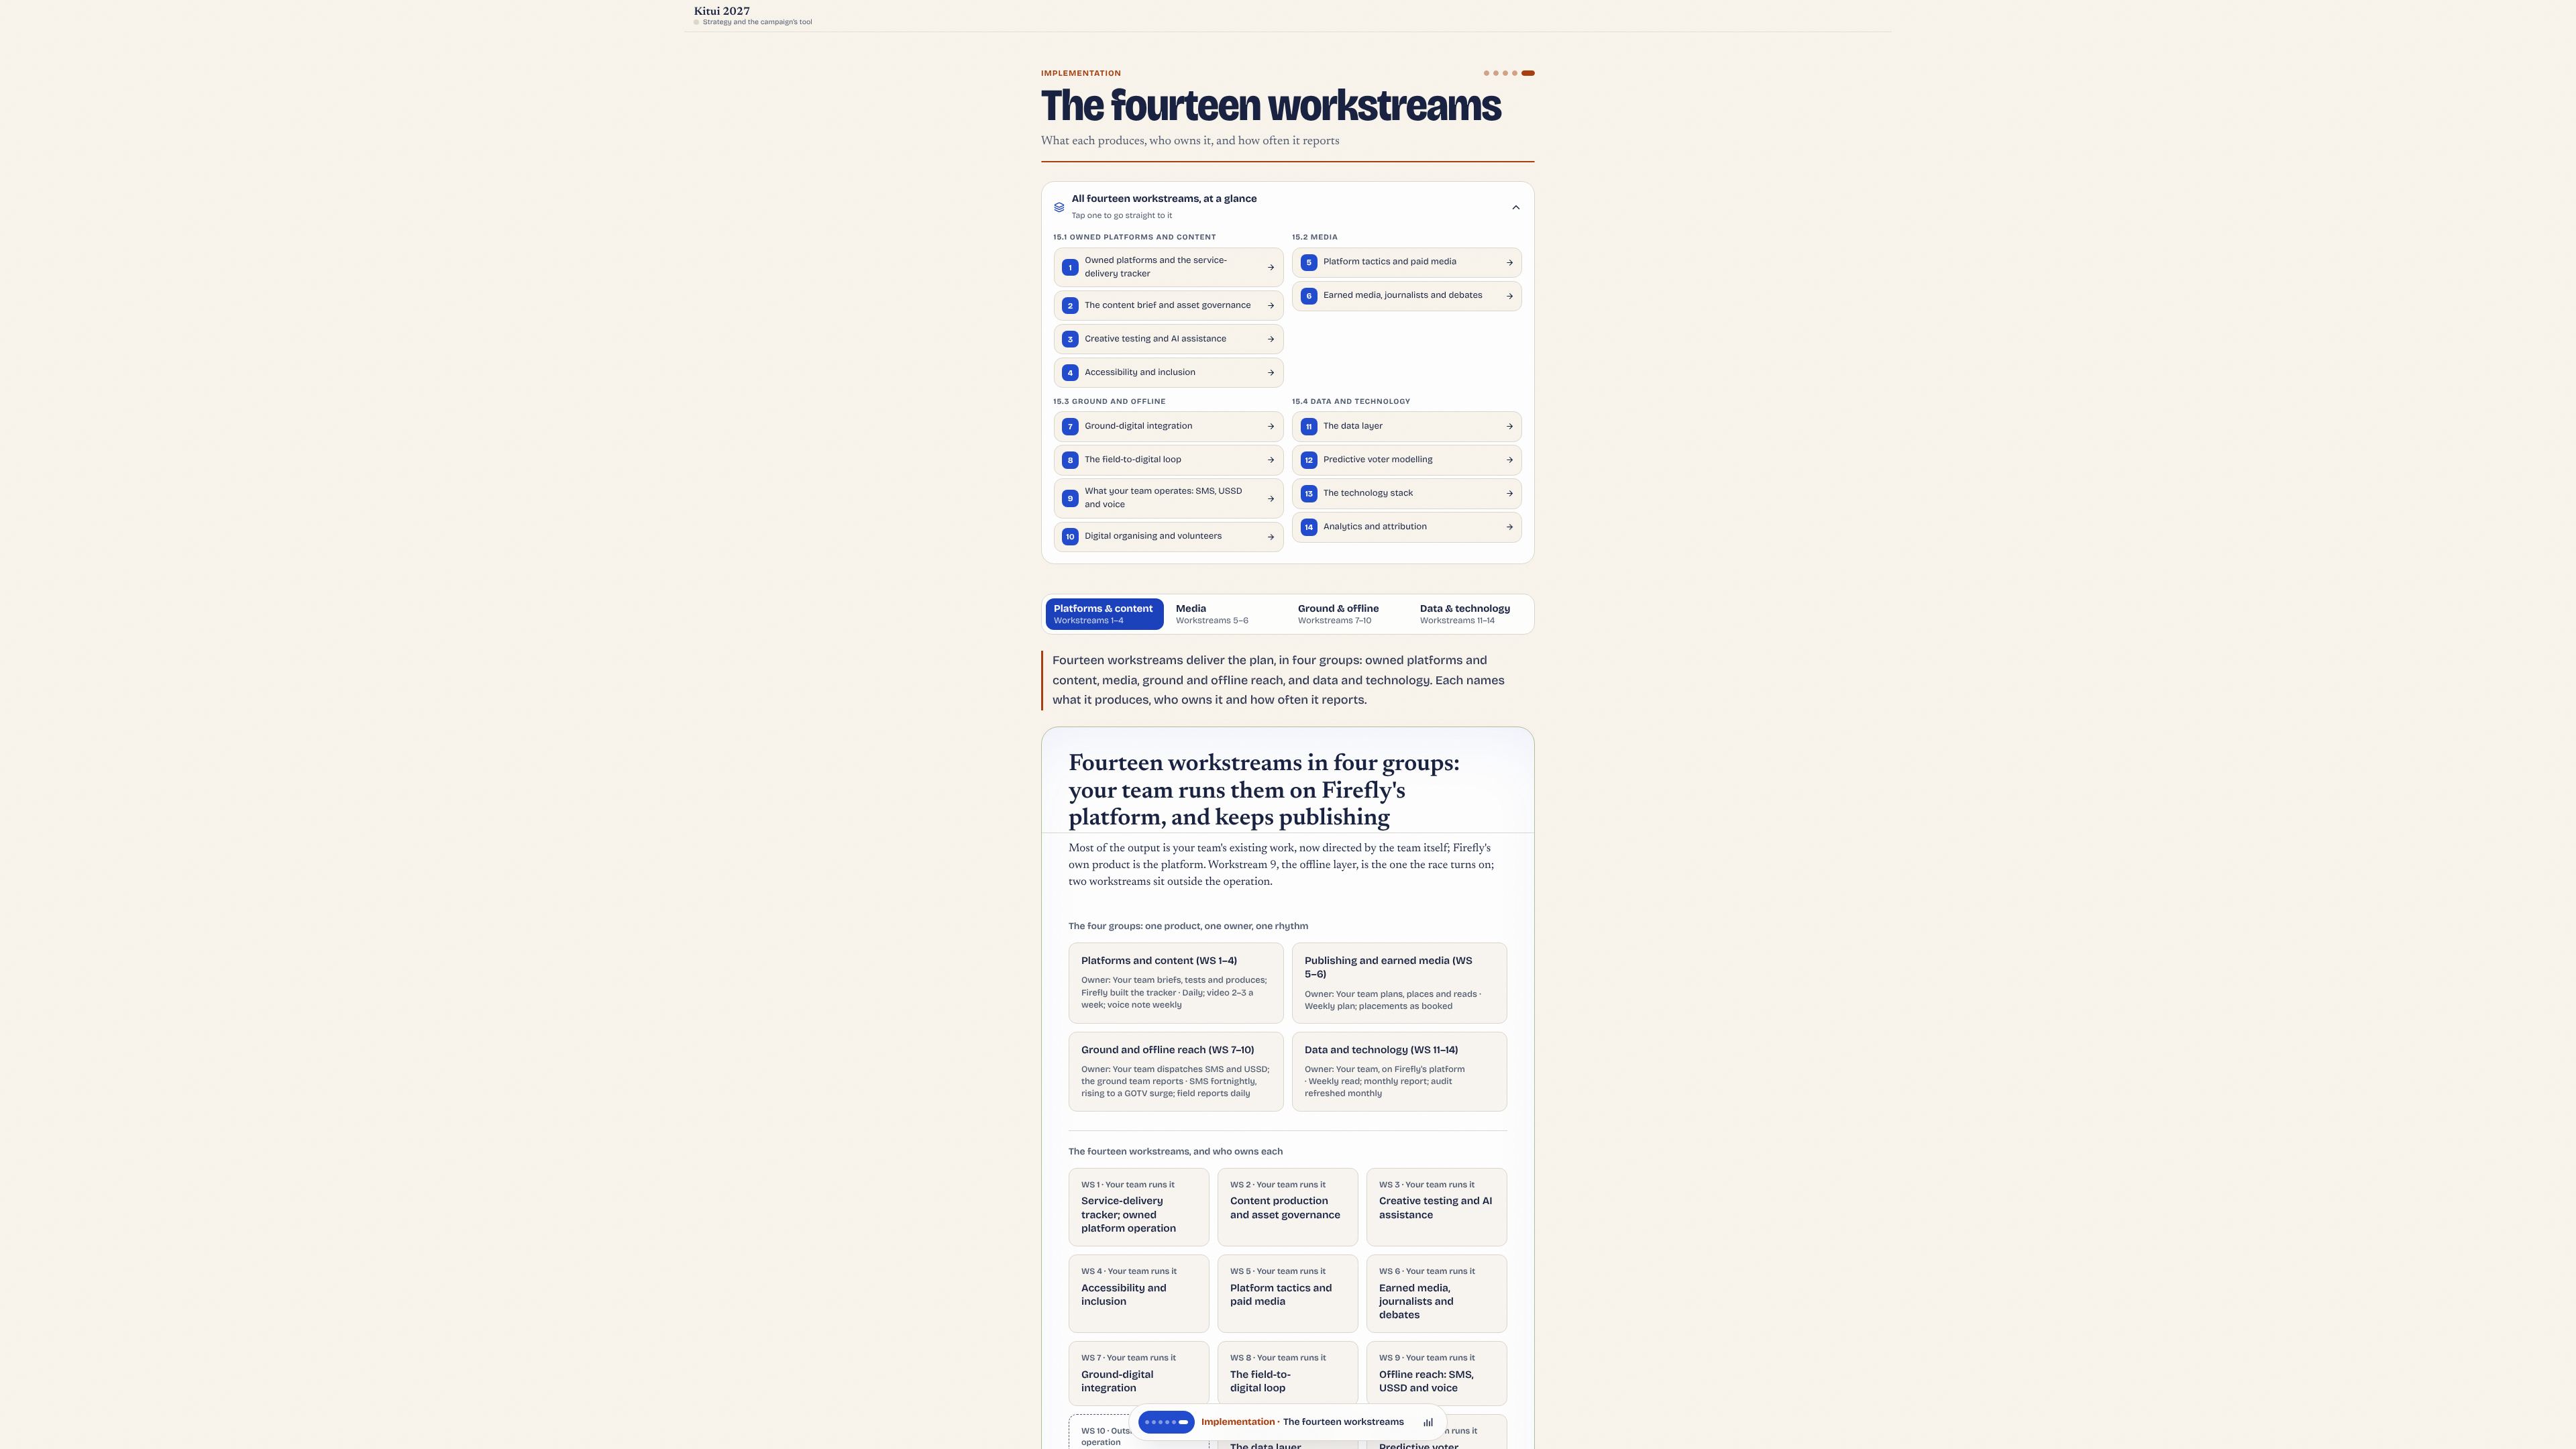 Kitui 2027
Strategy and the campaign's tool
IMPLEMENTATION
The fourteen workstreams
What each produces, who owns it, and how often it reports
All fourteen workstreams, at a glance
Tap one to go straight to it
15.1 OWNED PLATFORMS AND CONTENT
1
Owned platforms and the service-
delivery tracker
2
The content brief and asset governance
3
Creative testing and AI assistance
4
Accessibility and inclusion
15.2 MEDIA
5
Platform tactics and paid media
6
Earned media, journalists and debates
15.3 GROUND AND OFFLINE
7
Ground-digital integration
8
The field-to-digital loop
9
What your team operates: SMS, USSD
and voice
10
Digital organising and volunteers
15.4 DATA AND TECHNOLOGY
11
The data layer
12
Predictive voter modelling
13
The technology stack
14
Analytics and attribution
Platforms & content
Workstreams 1–4
Media
Workstreams 5–6
Ground & offline
Workstreams 7–10
Data & technology
Workstreams 11–14
Fourteen workstreams deliver the plan, in four groups: owned platforms and
content, media, ground and offline reach, and data and technology. Each names
what it produces, who owns it and how often it reports.
Fourteen workstreams in four groups:
your team runs them on Firefly's
platform, and keeps publishing
Most of the output is your team's existing work, now directed by the team itself; Firefly's
own product is the platform. Workstream 9, the offline layer, is the one the race turns on;
two workstreams sit outside the operation.
The four groups: one product, one owner, one rhythm
Platforms and content (WS 1–4)
Owner: Your team briefs, tests and produces;
Firefly built the tracker · Daily; video 2–3 a
week; voice note weekly
Publishing and earned media (WS
5–6)
Owner: Your team plans, places and reads ·
Weekly plan; placements as booked
Ground and offline reach (WS 7–10)
Owner: Your team dispatches SMS and USSD;
the ground team reports · SMS fortnightly,
rising to a GOTV surge; field reports daily
Data and technology (WS 11–14)
Owner: Your team, on Firefly's platform
· Weekly read; monthly report; audit
refreshed monthly
The fourteen workstreams, and who owns each
WS 1 · Your team runs it
Service-delivery
tracker; owned
platform operation
WS 2 · Your team runs it
Content production
and asset governance
WS 3 · Your team runs it
Creative testing and AI
assistance
WS 4 · Your team runs it
Accessibility and
inclusion
WS 5 · Your team runs it
Platform tactics and
paid media
WS 6 · Your team runs it
Earned media,
journalists and
debates
WS 7 · Your team runs it
Ground-digital
integration
WS 8 · Your team runs it
The field-to-
digital loop
WS 9 · Your team runs it
Offline reach: SMS,
USSD and voice
WS 10 ·
operation
The data layer
runs it
Predictive voter
Implementation · The fourteen workstreams